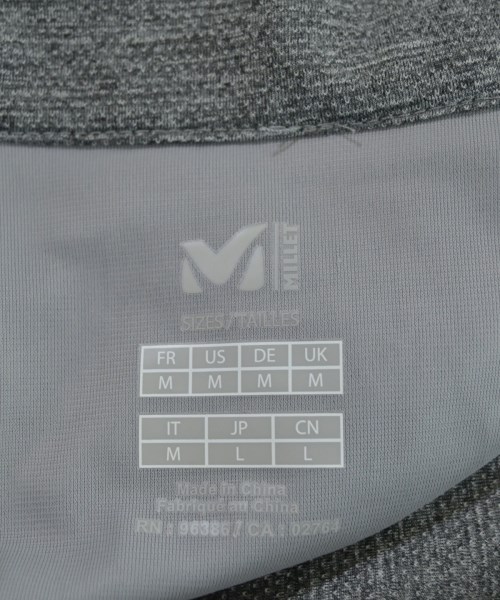 MILLET
SIZES/TAILLES
FR US DE UK
M M M M
IT JP CN
M L L
Made in China
Fabriqué en China
RN : 96385 / CA : 02764